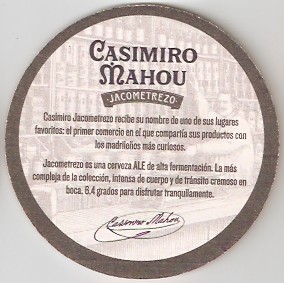 CASIMIRO
MAHOU
·JACOMETREZO·
Casimiro Jacometrezo recibe su nombre de uno de sus lugares
favoritos: el primer comercio en el que compartía sus productos con
los madrileños más curiosos.
Jacometrezo es una cerveza ALE de alta fermentación. La más
compleja de la colección, intensa de cuerpo y de tránsito cremoso en
boca. 6,4 grados para disfrutar tranquilamente.
Casimiro Mahou